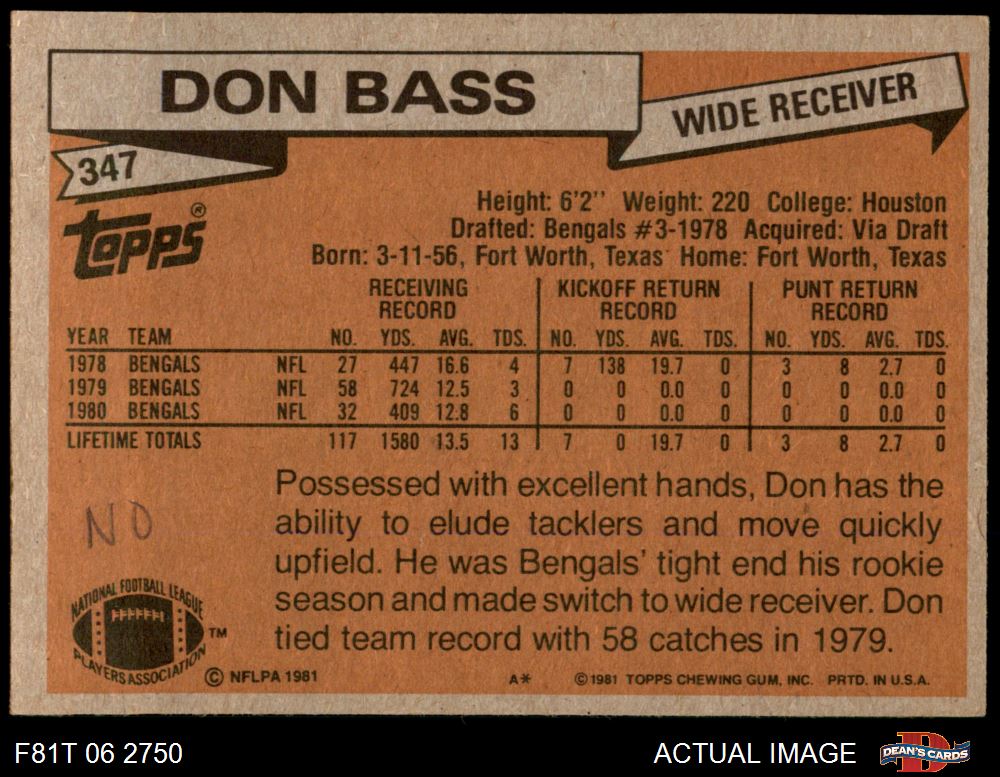 DON BASS
WIDE RECEIVER
347
topps®
Height: 6'2'' Weight: 220 College: Houston
Drafted: Bengals #3-1978 Acquired: Via Draft
Born: 3-11-56, Fort Worth, Texas Home: Fort Worth, Texas
RECEIVING RECORD KICKOFF RETURN RECORD PUNT RETURN RECORD
YEAR TEAM NO. YDS. AVG. TDS. NO. YDS. AVG. TDS. NO. YDS. AVG. TDS.
1978 BENGALS NFL 27 447 16.6 4 7 138 19.7 0 3 8 2.7 0
1979 BENGALS NFL 58 724 12.5 3 0 0 0.0 0 0 0 0.0 0
1980 BENGALS NFL 32 409 12.8 6 0 0 0.0 0 0 0 0.0 0
LIFETIME TOTALS 117 1580 13.5 13 7 0 19.7 0 3 8 2.7 0
Possessed with excellent hands, Don has the
ability to elude tacklers and move quickly
upfield. He was Bengals' tight end his rookie
season and made switch to wide receiver. Don
tied team record with 58 catches in 1979.
NO
NATIONAL FOOTBALL LEAGUE
PLAYERS ASSOCIATION
™
© NFLPA 1981
A*
© 1981 TOPPS CHEWING GUM, INC. PRTD. IN U.S.A.
F81T 06 2750
ACTUAL IMAGE
DEAN'S CARDS